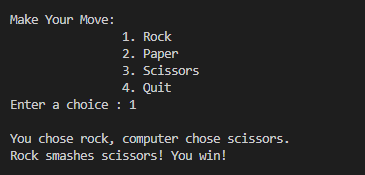 Make Your Move:
1. Rock
2. Paper
3. Scissors
4. Quit
Enter a choice : 1
You chose rock, computer chose scissors.
Rock smashes scissors! You win!